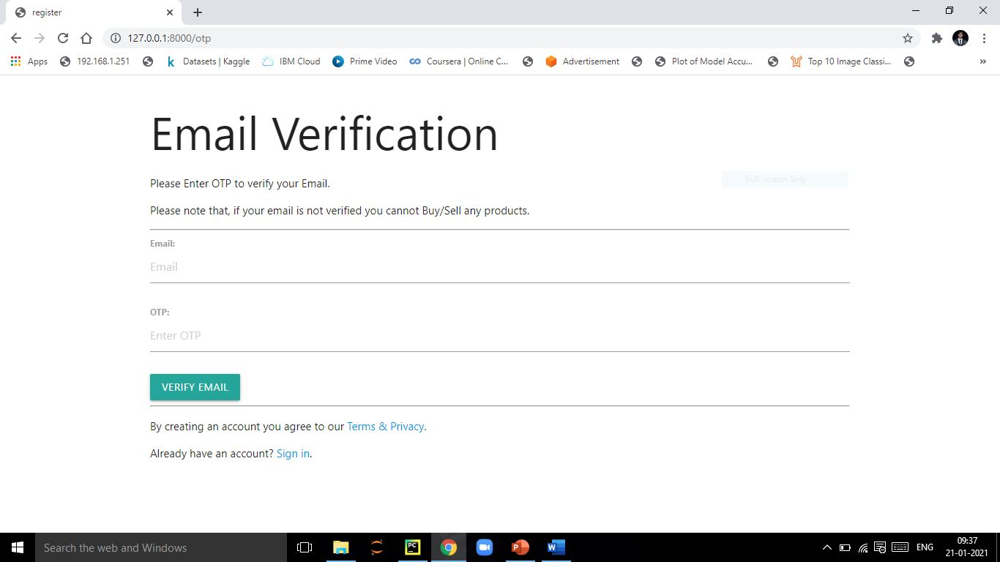 register
127.0.0.1:8000/otp
Apps 192.168.1.251 Datasets | Kaggle IBM Cloud Prime Video Coursera | Online C... Advertisement Plot of Model Accu... Top 10 Image Classi... »
Email Verification
Please Enter OTP to verify your Email.
Full-screen Snip
Please note that, if your email is not verified you cannot Buy/Sell any products.
Email:
Email
OTP:
Enter OTP
VERIFY EMAIL
By creating an account you agree to our Terms & Privacy.
Already have an account? Sign in.
Search the web and Windows
PC
ENG
09:37
21-01-2021